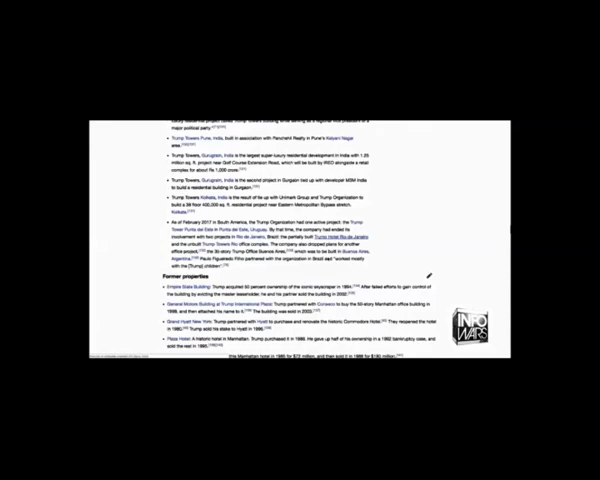 major political party.
Trump Towers Pune, India, built in association with Panchshil Realty in Pune's Kalyani Nagar
area.
Trump Towers, Gurugram, India is the largest super-luxury residential development in India with 1.25
million sq. ft. project near Golf Course Extension Road, which will be built by IREO alongside a retail
complex for about Rs 1,000 crore.
Trump Towers, Gurugram, India is the second project in Gurgaon tied up with developer M3M India
to build a residential building in Gurgaon.
Trump Towers Kolkata, India is the result of tie up with Unimark Group and Trump Organization to
build a 38 floor 400,000 sq. ft. residential project near Eastern Metropolitan Bypass stretch,
Kolkata.
As of February 2017 in South America, the Trump Organization had one active project: the Trump
Tower Punta del Este in Punta del Este, Uruguay. By that time, the company had ended its
involvement with two projects in Rio de Janeiro, Brazil: the partially built Trump Hotel Rio de Janeiro
and the unbuilt Trump Towers Rio office complex. The company also dropped plans for another
office project, the 35-story Trump Office Buenos Aires, which was to be built in Buenos Aires,
Argentina. Paulo Figueiredo Filho partnered with the organization in Brazil and "worked mostly
with the [Trump] children".
Former properties
Empire State Building: Trump acquired 50 percent ownership of the iconic skyscraper in 1994. After failed efforts to gain control of
the building by evicting the master leaseholder, he and his partner sold the building in 2002.
General Motors Building at Trump International Plaza: Trump partnered with Conseco to buy the 50-story Manhattan office building in
1998, and then attached his name to it. The building was sold in 2003.
Grand Hyatt New York: Trump partnered with Hyatt to purchase and renovate the historic Commodore Hotel. They reopened the hotel
in 1980. Trump sold his stake to Hyatt in 1996.
Plaza Hotel: A historic hotel in Manhattan. Trump purchased it in 1988. He gave up half of his ownership in a 1992 bankruptcy case, and
sold the rest in 1995.
this Manhattan hotel in 1985 for $72 million, and then sold it in 1998 for $180 million.
INFO
WARS